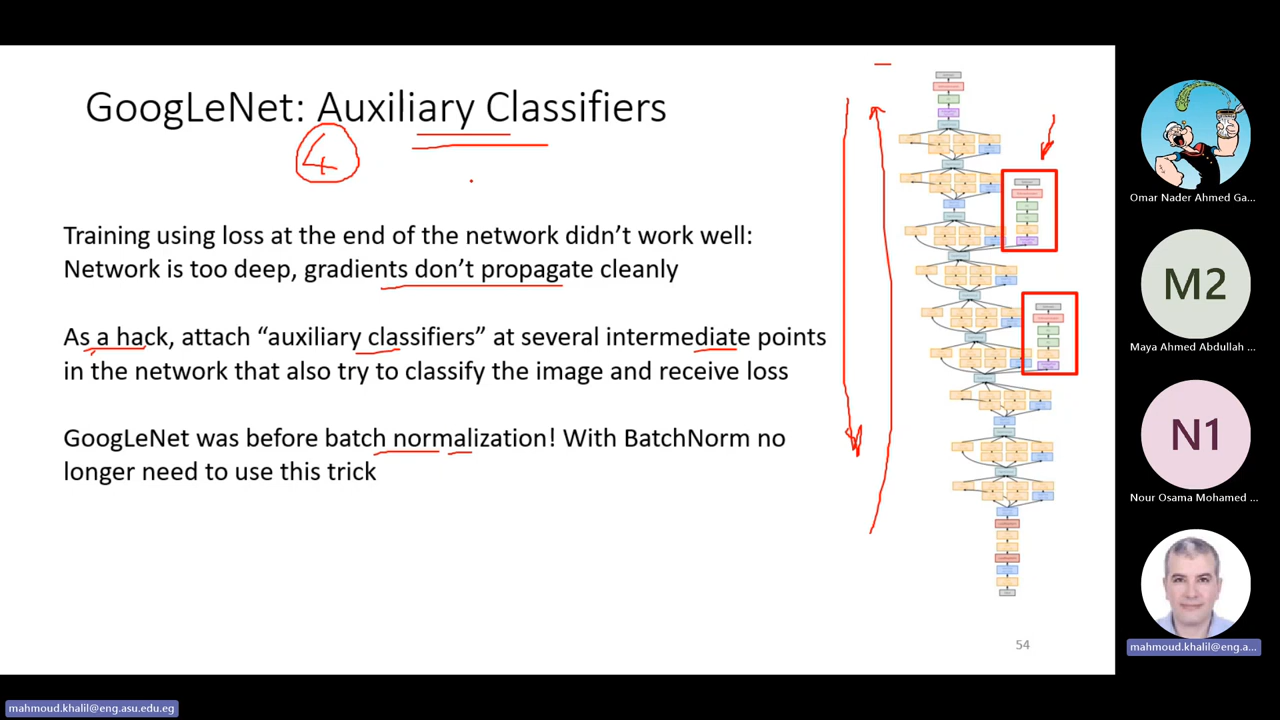 GoogLeNet: Auxiliary Classifiers
4
Training using loss at the end of the network didn't work well:
Network is too deep, gradients don't propagate cleanly
As a hack, attach "auxiliary classifiers" at several intermediate points
in the network that also try to classify the image and receive loss
GoogLeNet was before batch normalization! With BatchNorm no
longer need to use this trick
54
Omar Nader Ahmed Ga...
M2
Maya Ahmed Abdullah ...
N1
Nour Osama Mohamed ...
mahmoud.khalil@eng.a...
mahmoud.khalil@eng.asu.edu.eg